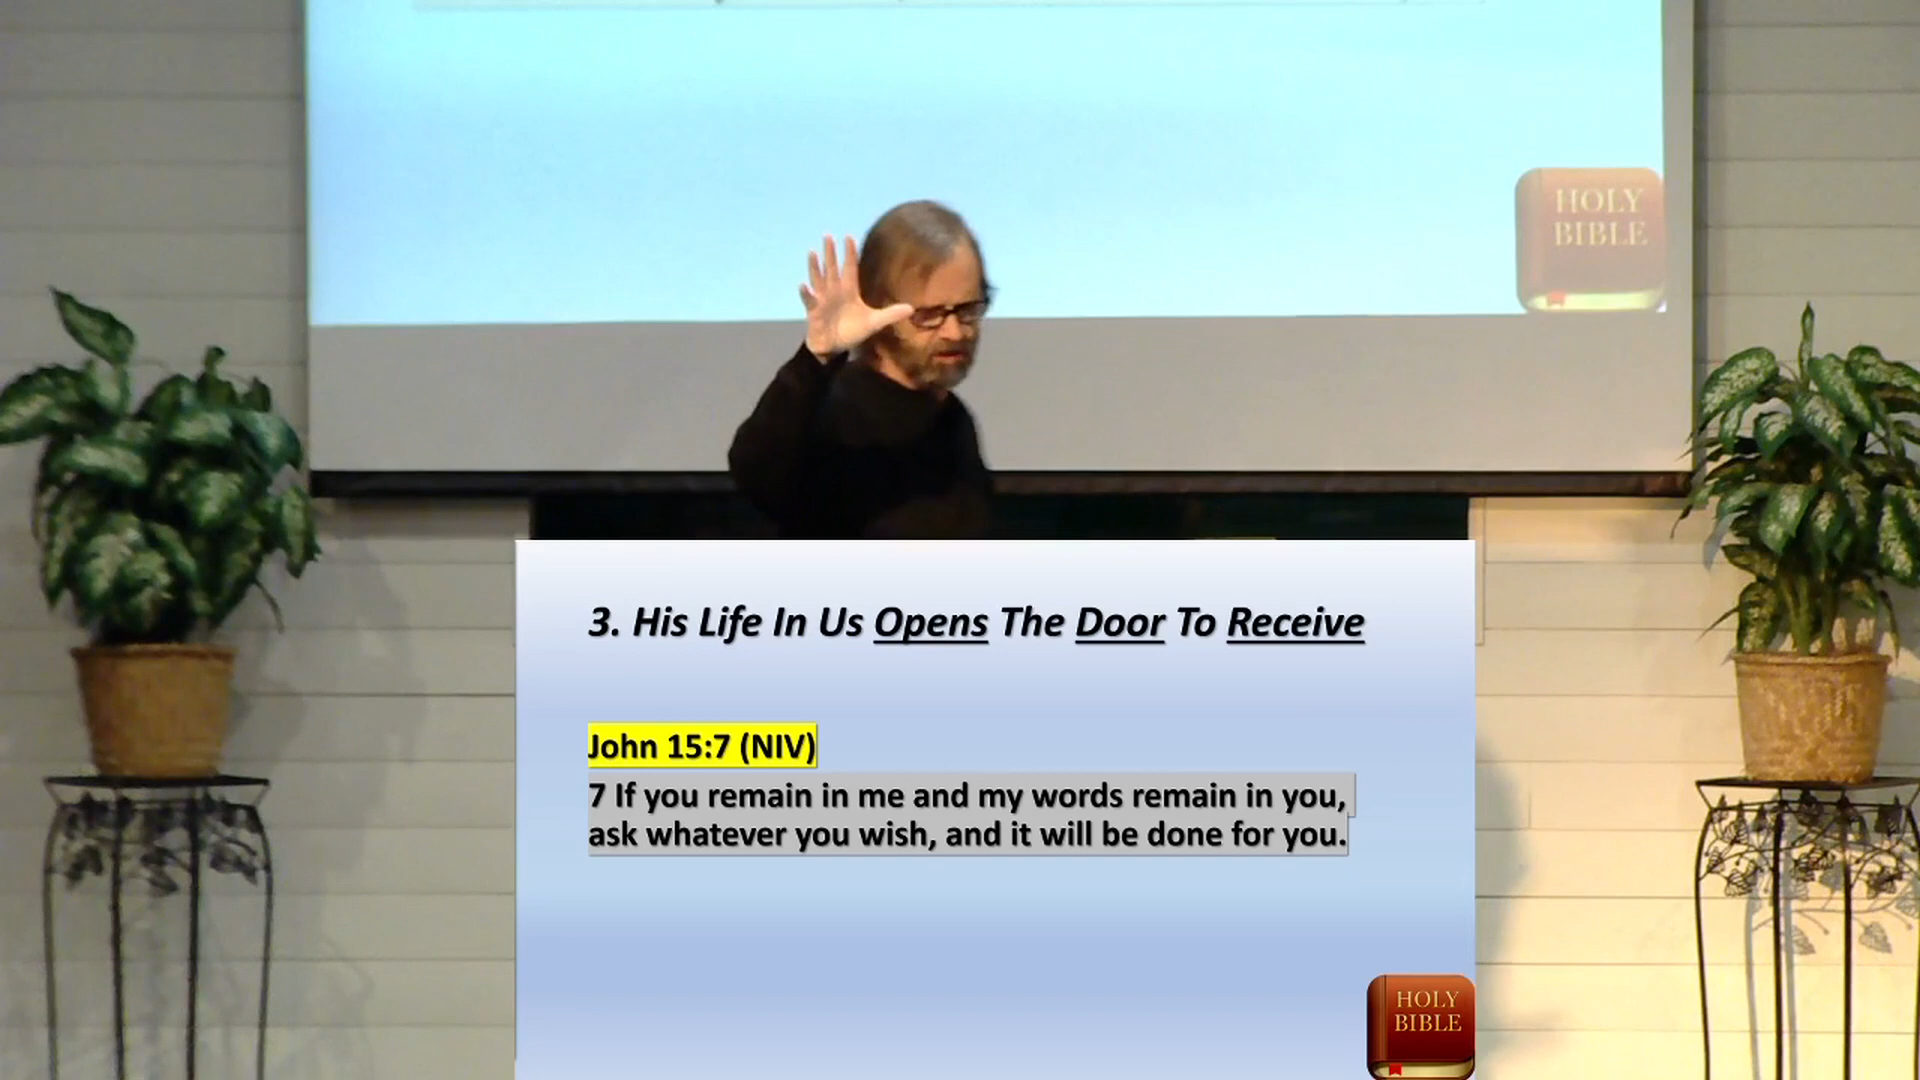 HOLY
BIBLE
3. His Life In Us Opens The Door To Receive
John 15:7 (NIV)
7 If you remain in me and my words remain in you,
ask whatever you wish, and it will be done for you.
HOLY
BIBLE